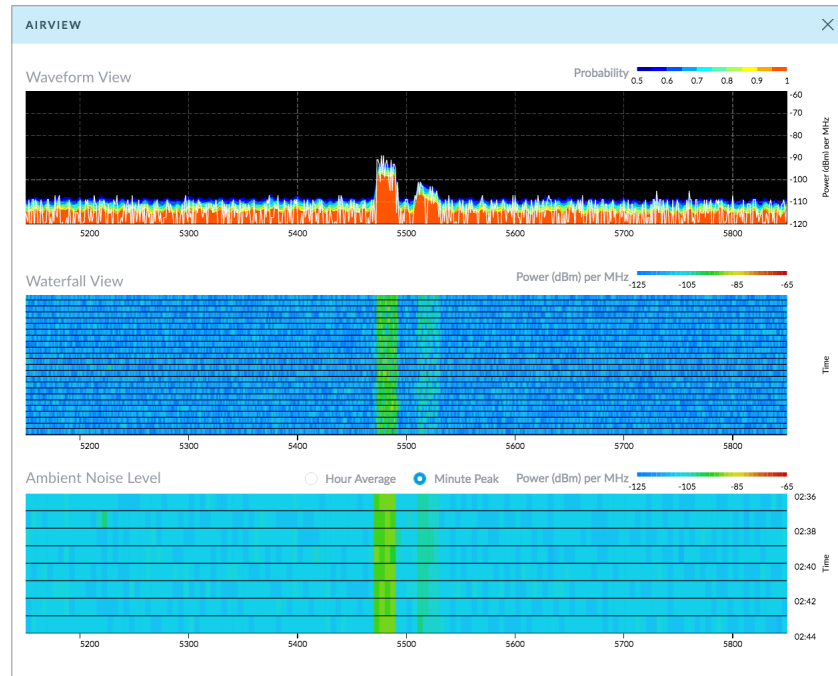 AIRVIEW
Waveform View
Probability
0.5 0.6 0.7 0.8 0.9 1
-60
-70
-80
-90
-100
-110
-120
Power (dBm) per MHz
5200 5300 5400 5500 5600 5700 5800
Waterfall View
Power (dBm) per MHz
-125 -105 -85 -65
Time
5200 5300 5400 5500 5600 5700 5800
Ambient Noise Level
Hour Average
Minute Peak
Power (dBm) per MHz
-125 -105 -85 -65
02:36
02:40
02:42
02:44
Time
5200 5300 5400 5500 5600 5700 5800